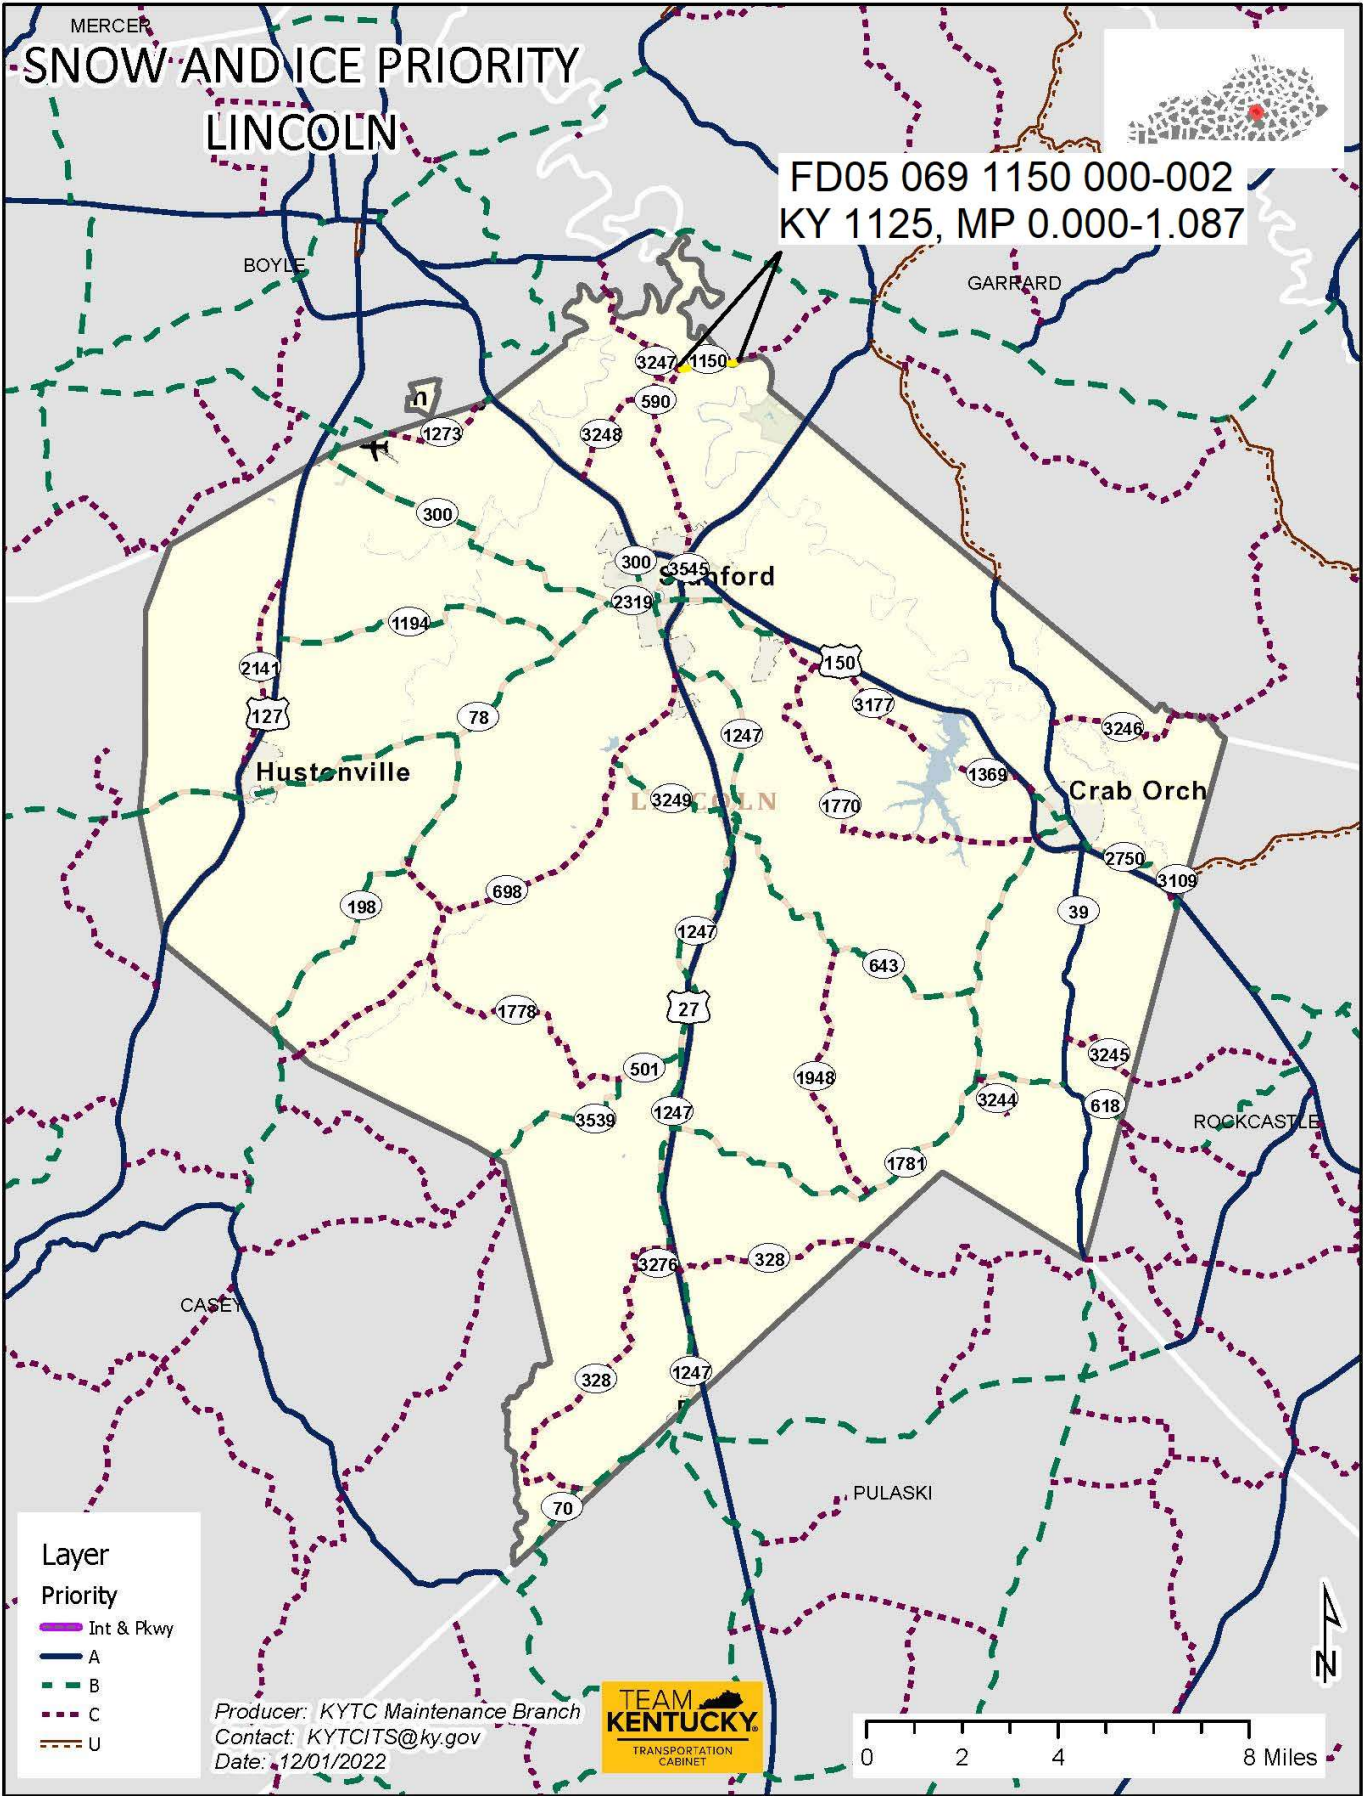 MERCER
SNOW AND ICE PRIORITY
LINCOLN
FD05 069 1150 000-002
KY 1125, MP 0.000-1.087
BOYLE
GARRARD
3247
1150
590
n
1273
3248
300
300
3545
Stanford
2319
1194
150
2141
3177
127
78
3246
1247
Hustonville
1369
Crab Orch
3249
LINCOLN
1770
2750
3109
698
198
39
1247
643
27
1778
3245
501
1948
3244
618
3539
1247
ROCKCASTLE
1781
328
3276
CASEY
1247
328
PULASKI
70
Layer
Priority
Int & Pkwy
A
B
C
U
Producer: KYTC Maintenance Branch
Contact: KYTCITS@ky.gov
Date: 12/01/2022
TEAM
KENTUCKY®
TRANSPORTATION
CABINET
N
0 2 4 8 Miles